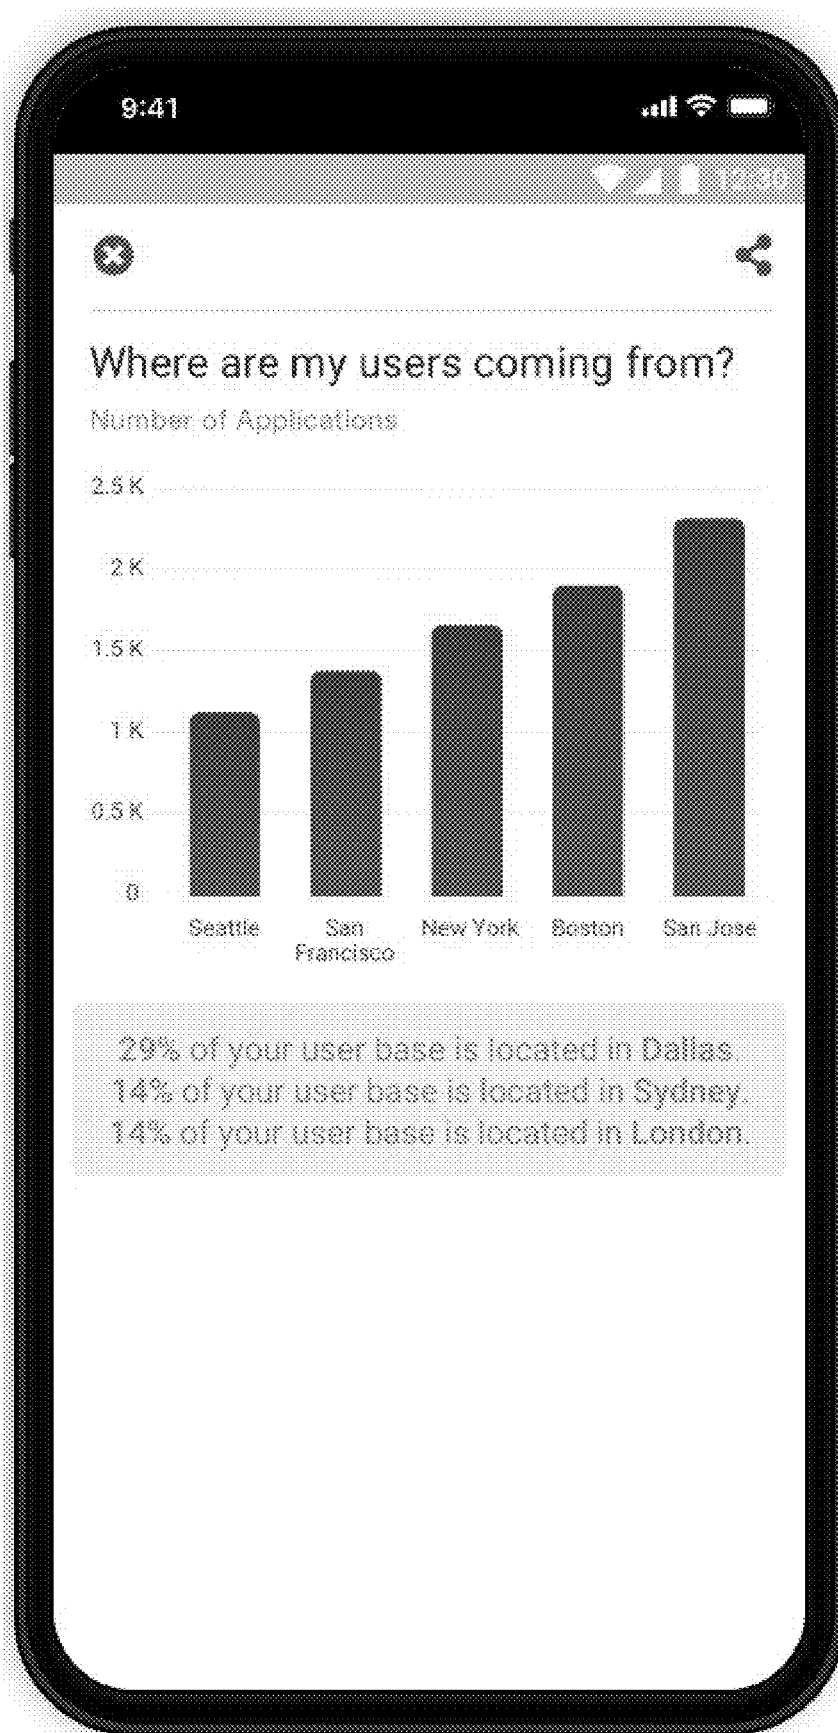 9:41
12:30
Where are my users coming from?
Number of Applications
2.5 K
2 K
1.5 K
1 K
0.5 K
0
Seattle
San
Francisco
New York
Boston
San Jose
29% of your user base is located in Dallas.
14% of your user base is located in Sydney.
14% of your user base is located in London.